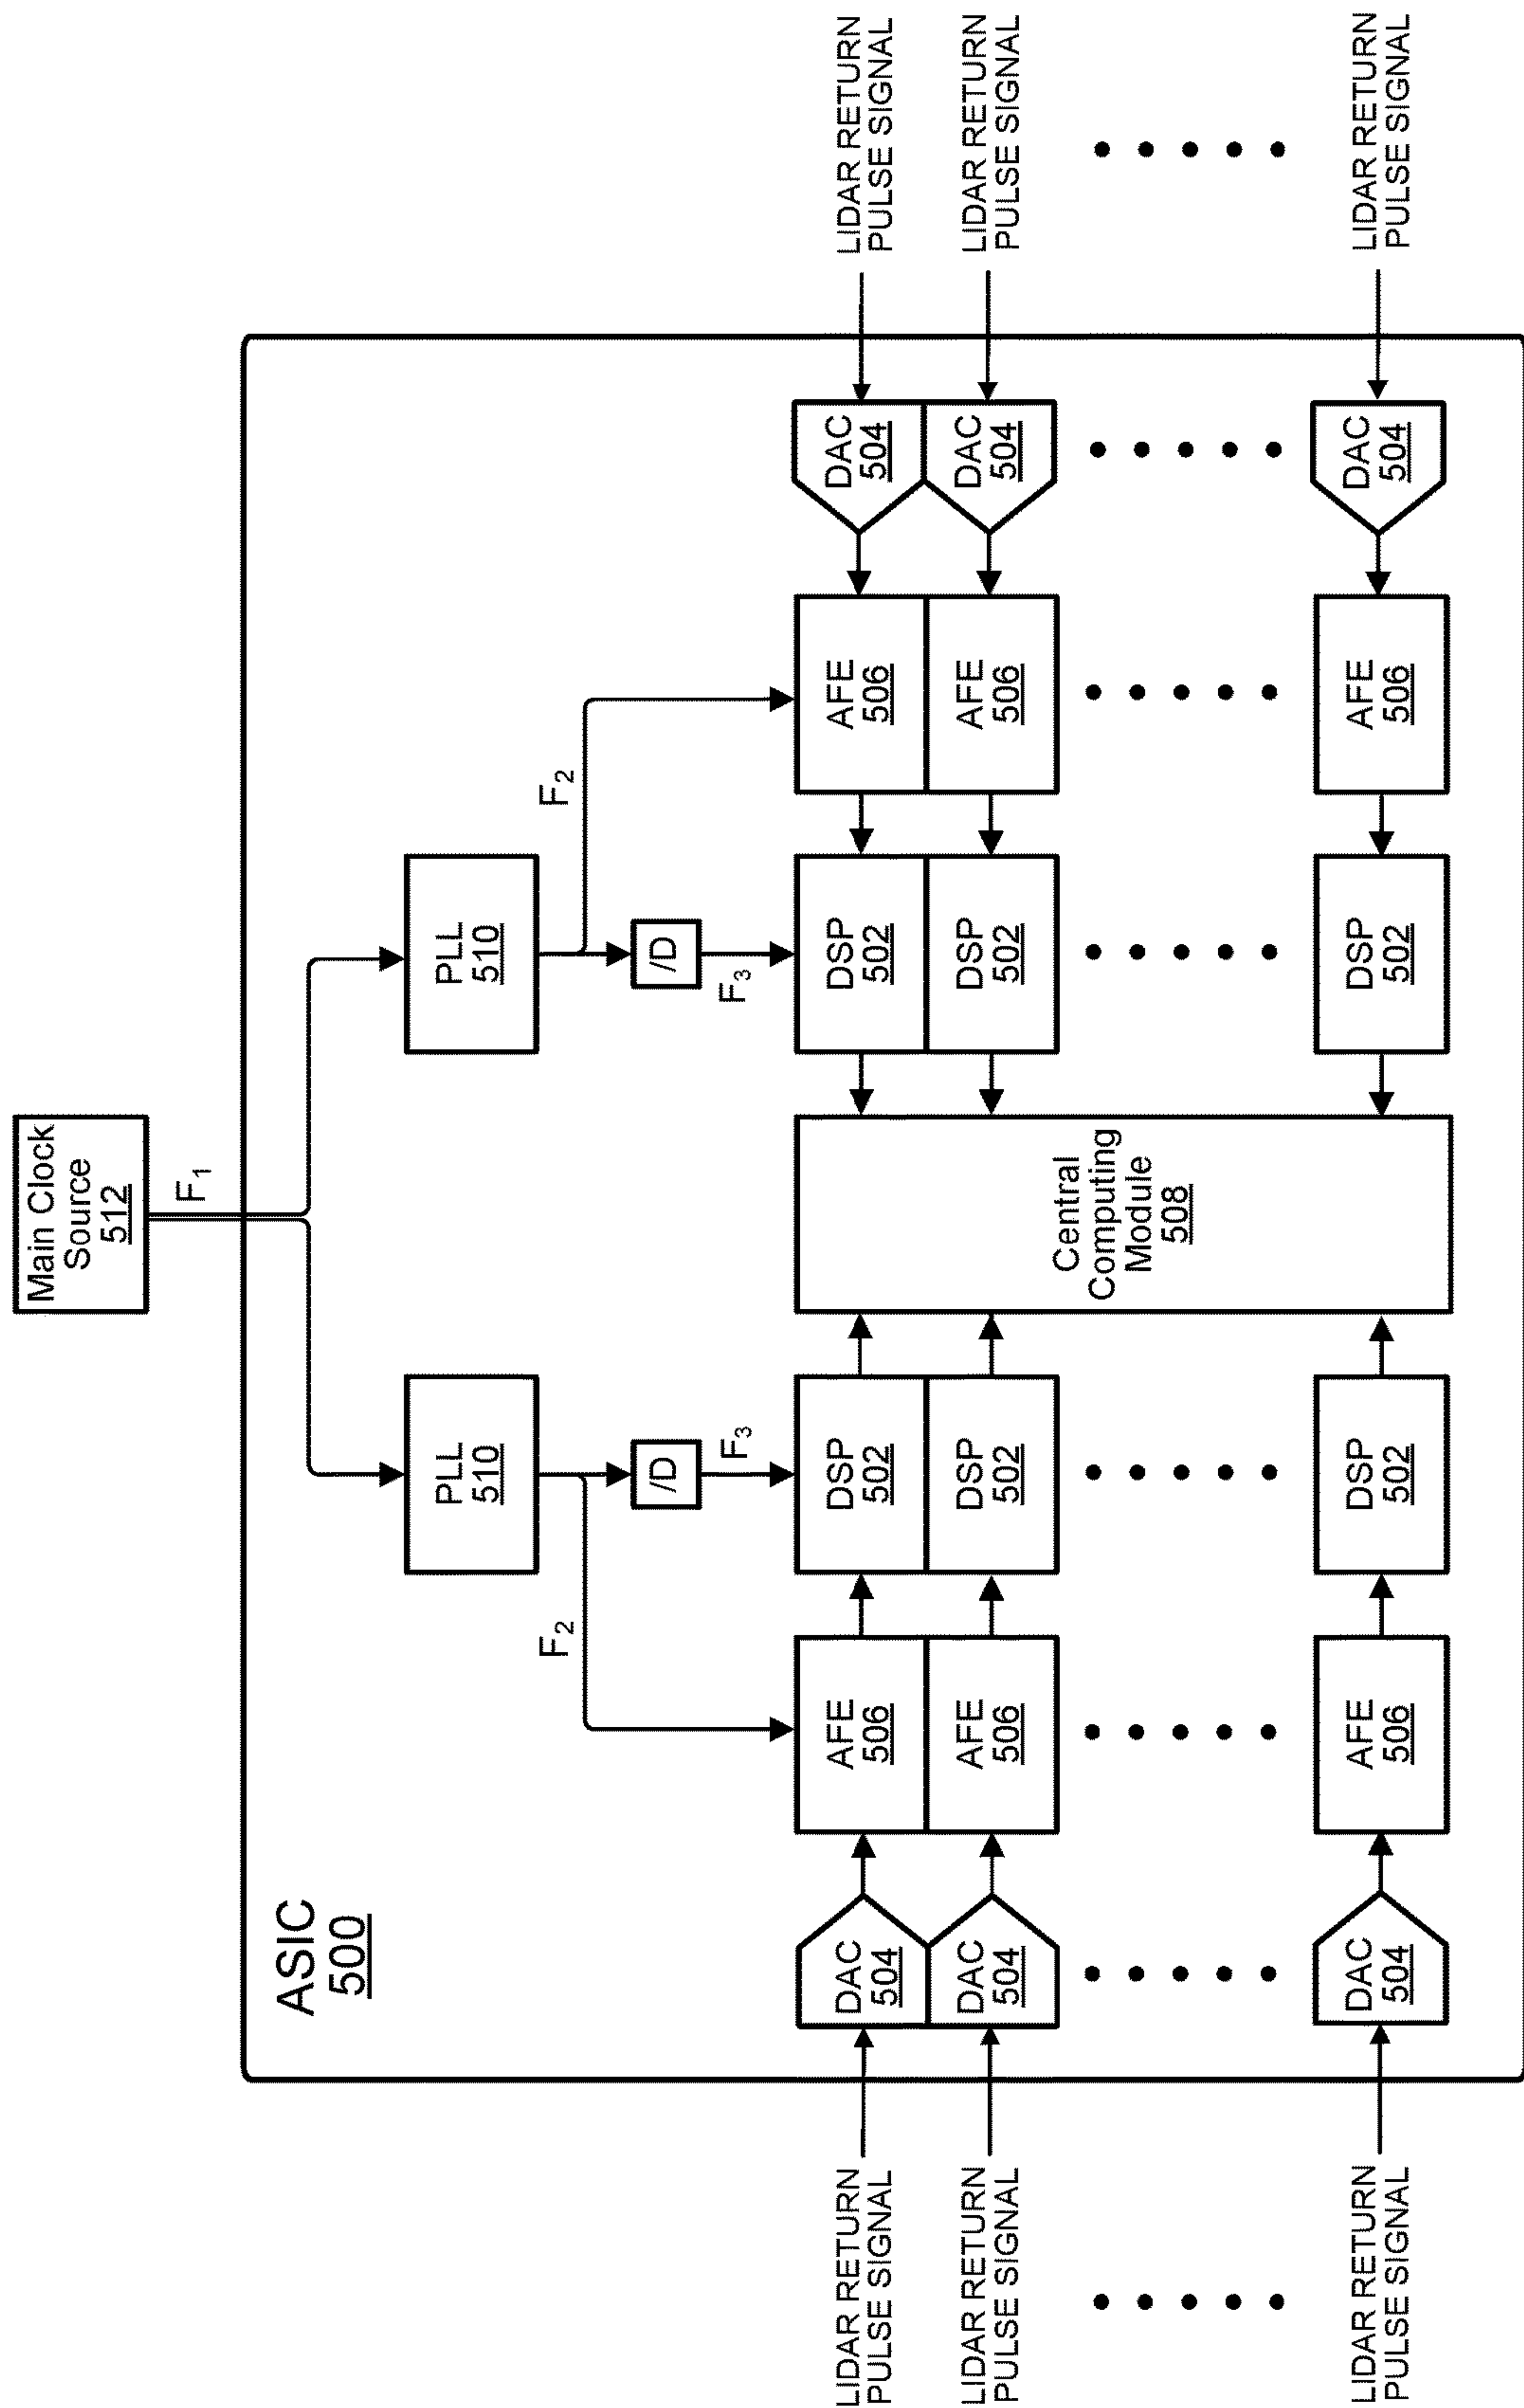 Main Clock
Source
512
F1
ASIC
500
PLL
510
PLL
510
F2
/D
F3
/D
F3
F2
LIDAR RETURN
PULSE SIGNAL
DAC
504
AFE
506
DSP
502
Central
Computing
Module
508
DSP
502
AFE
506
DAC
504
LIDAR RETURN
PULSE SIGNAL
LIDAR RETURN
PULSE SIGNAL
DAC
504
AFE
506
DSP
502
DSP
502
AFE
506
DAC
504
LIDAR RETURN
PULSE SIGNAL
LIDAR RETURN
PULSE SIGNAL
DAC
504
AFE
506
DSP
502
DSP
502
AFE
506
DAC
504
LIDAR RETURN
PULSE SIGNAL